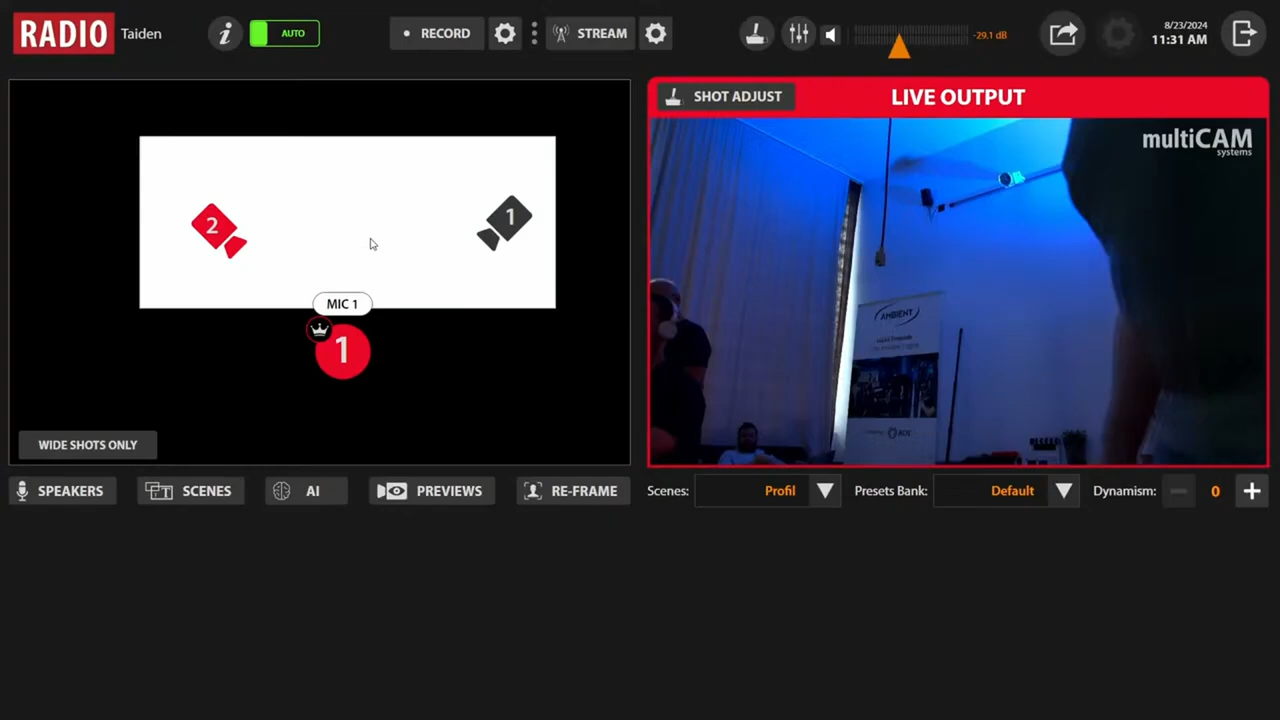 RADIO Taiden
i AUTO
RECORD
STREAM
-29.1 dB
8/23/2024
11:31 AM
SHOT ADJUST
LIVE OUTPUT
multiCAM
systems
AMBIENT
2
1
MIC 1
1
WIDE SHOTS ONLY
SPEAKERS
SCENES
AI
PREVIEWS
RE-FRAME
Scenes: Profil
Presets Bank: Default
Dynamism: 0